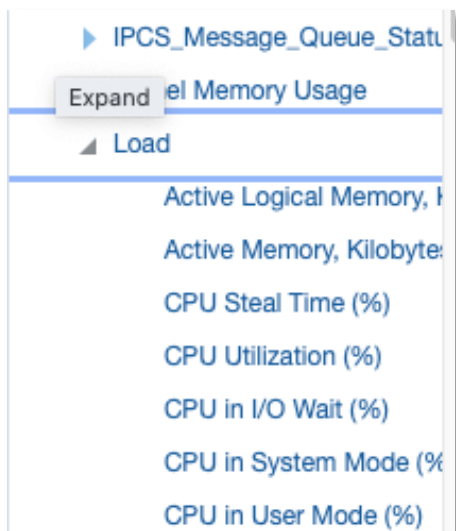 IPCS_Message_Queue_Statu
Expand el Memory Usage
Load
Active Logical Memory,
Active Memory, Kilobyte
CPU Steal Time (%)
CPU Utilization (%)
CPU in I/O Wait (%)
CPU in System Mode (%
CPU in User Mode (%)